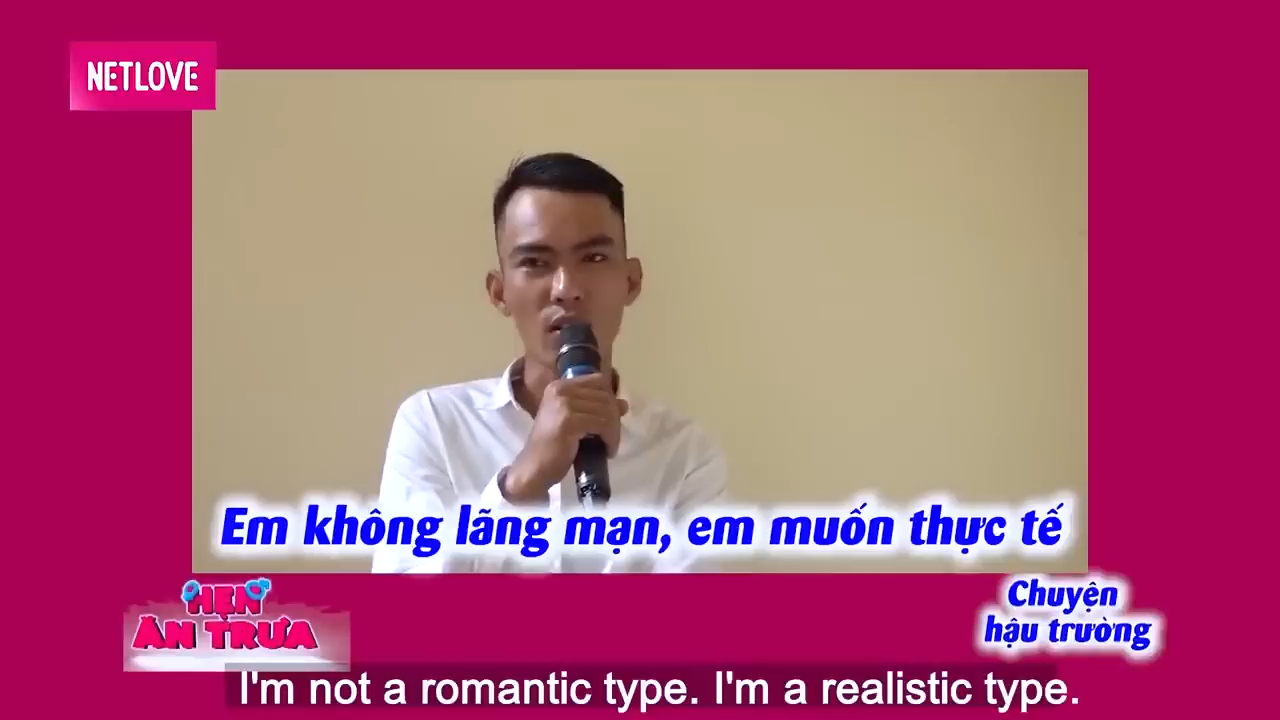 NETLOVE
Em không lãng mạn, em muốn thực tế
HẸN
ĂN TRƯA
Chuyện
hậu trường
I'm not a romantic type. I'm a realistic type.